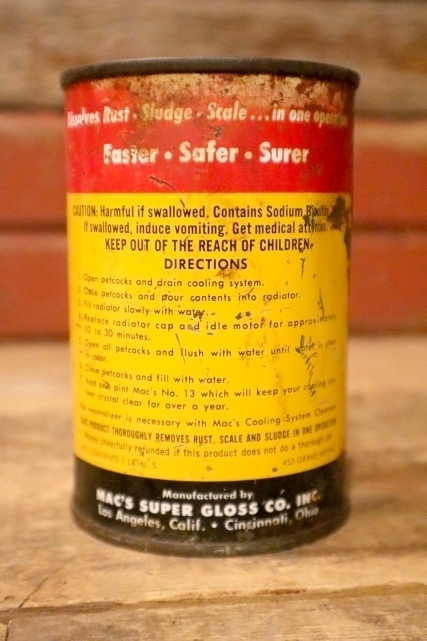 Dissolves Rust · Sludge · Scale... in one operation
Faster · Safer · Surer
CAUTION: Harmful if swallowed. Contains Sodium
If swallowed, induce vomiting. Get medical attention.
KEEP OUT OF THE REACH OF CHILDREN.
DIRECTIONS
1. Open petcocks and drain cooling system.
2. Close petcocks and pour contents into radiator.
3. Fill radiator slowly with water.
4. Replace radiator cap and idle motor for approximately
20 to 30 minutes.
5. Open all petcocks and flush with water until water is clear
in color.
6. Close petcocks and fill with water.
7. Add one pint Mac's No. 13 which will keep your cooling
crystal clear for over a year.
No neutralizer is necessary with Mac's Cooling System Cleanser
THIS PRODUCT THOROUGHLY REMOVES RUST, SCALE AND SLUDGE IN ONE OPERATION
Money cheerfully refunded if this product does not do a thorough job.
CONTENTS 1 LB. U.S. 453 GRAMS
Manufactured by
MAC'S SUPER GLOSS CO. INC.
Los Angeles, Calif. • Cincinnati, Ohio